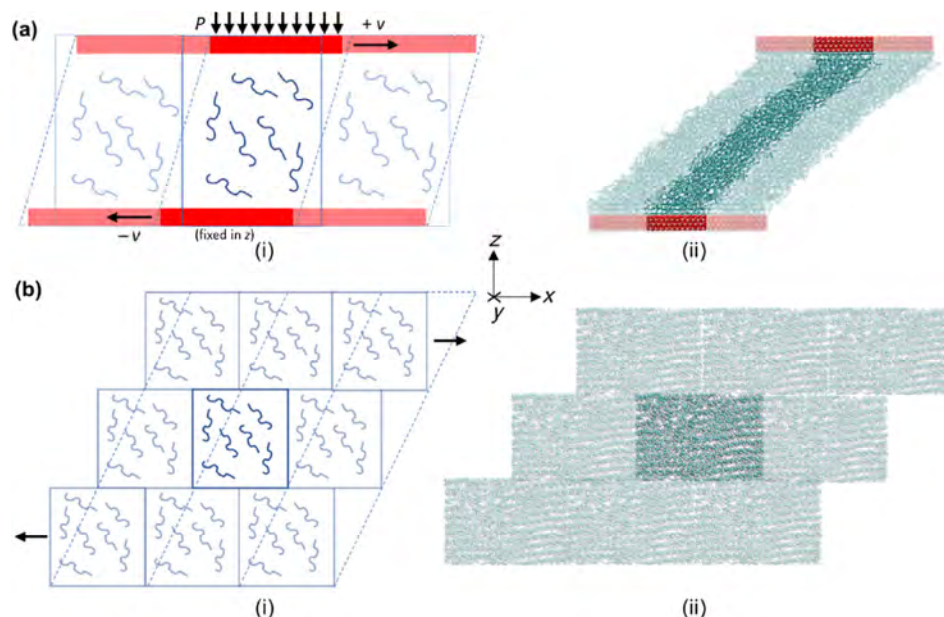 (a)
P
+ v
– v
(fixed in z)
(i)
(ii)
z
x
y
(b)
(i)
(ii)